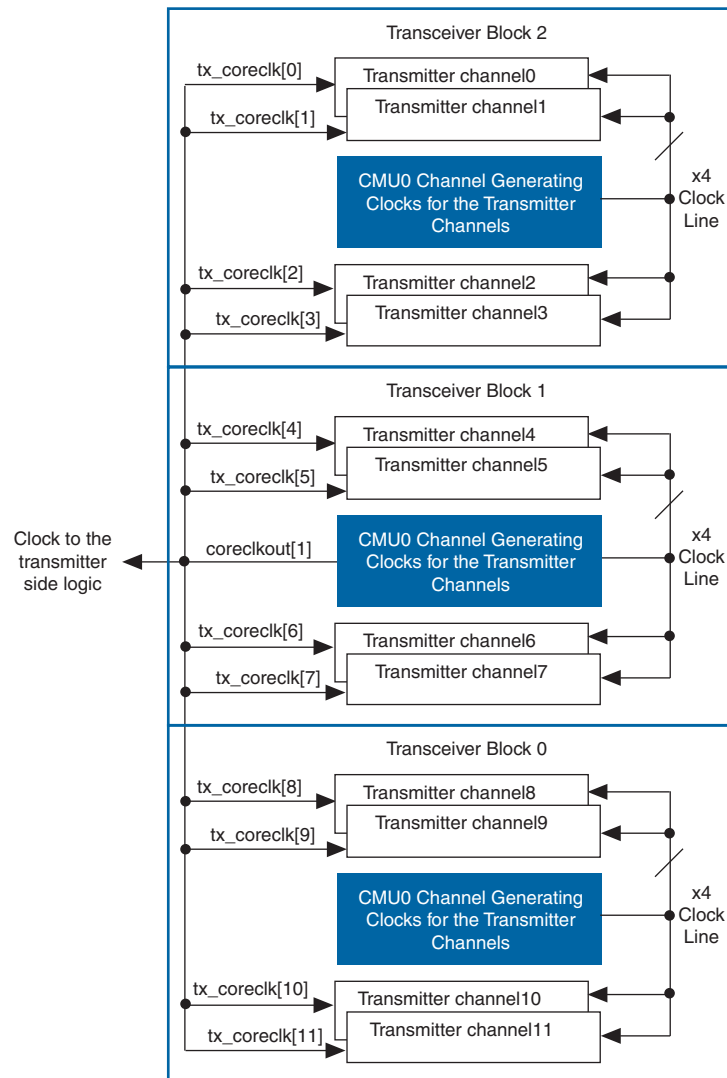 Transceiver Block 2
tx_coreclk[0]
Transmitter channel0
Transmitter channel1
tx_coreclk[1]
CMU0 Channel Generating
Clocks for the Transmitter
Channels
x4
Clock
Line
tx_coreclk[2]
Transmitter channel2
Transmitter channel3
tx_coreclk[3]
Transceiver Block 1
tx_coreclk[4]
Transmitter channel4
Transmitter channel5
tx_coreclk[5]
Clock to the
transmitter
side logic
coreclkout[1]
CMU0 Channel Generating
Clocks for the Transmitter
Channels
x4
Clock
Line
tx_coreclk[6]
Transmitter channel6
Transmitter channel7
tx_coreclk[7]
Transceiver Block 0
tx_coreclk[8]
Transmitter channel8
Transmitter channel9
tx_coreclk[9]
CMU0 Channel Generating
Clocks for the Transmitter
Channels
x4
Clock
Line
tx_coreclk[10]
Transmitter channel10
Transmitter channel11
tx_coreclk[11]